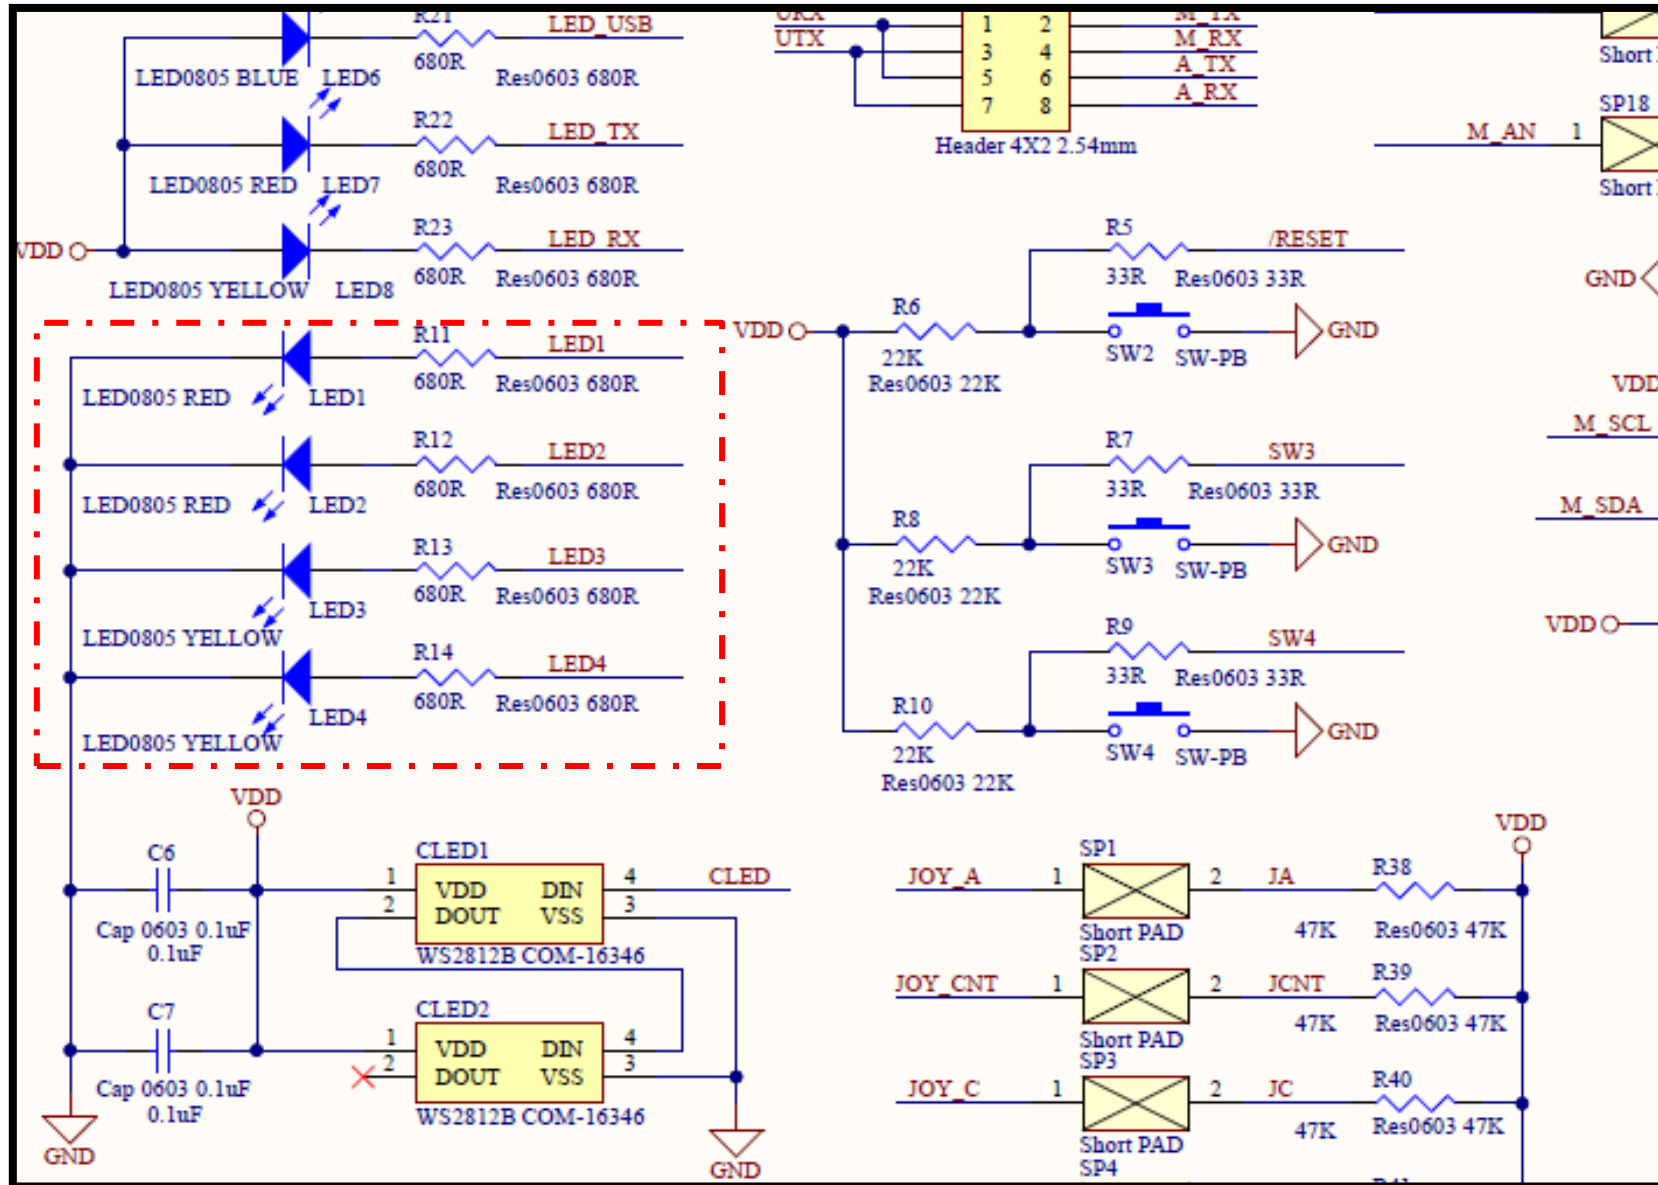 R21 LED_USB
680R Res0603 680R
LED0805 BLUE LED6
R22 LED_TX
680R Res0603 680R
LED0805 RED LED7
R23 LED_RX
VDD
680R Res0603 680R
LED0805 YELLOW LED8
R11 LED1
680R Res0603 680R
LED0805 RED LED1
R12 LED2
680R Res0603 680R
LED0805 RED LED2
R13 LED3
680R Res0603 680R
LED3
LED0805 YELLOW
R14 LED4
680R Res0603 680R
LED4
LED0805 YELLOW
URX 1 2 M_TX
UTX 3 4 M_RX
5 6 A_TX
7 8 A_RX
Header 4X2 2.54mm
Short
SP18
M_AN 1
Short
R5 /RESET
33R Res0603 33R
GND
R6
VDD GND
22K SW2 SW-PB
Res0603 22K
VDD
M_SCL
R7 SW3
33R Res0603 33R
M_SDA
R8
GND
22K SW3 SW-PB
Res0603 22K
VDD
R9 SW4
33R Res0603 33R
R10
GND
22K SW4 SW-PB
Res0603 22K
VDD
C6
Cap 0603 0.1uF
0.1uF
CLED1
1 VDD DIN 4 CLED
2 DOUT VSS 3
WS2812B COM-16346
C7
Cap 0603 0.1uF
0.1uF
CLED2
1 VDD DIN 4
2 DOUT VSS 3
WS2812B COM-16346
GND
GND
VDD
SP1
JOY_A 1 2 JA R38
Short PAD 47K Res0603 47K
SP2
JOY_CNT 1 2 JCNT R39
Short PAD 47K Res0603 47K
SP3
JOY_C 1 2 JC R40
Short PAD 47K Res0603 47K
SP4